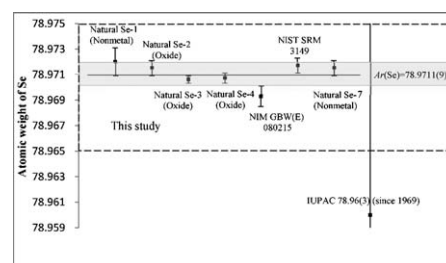 78.975
78.973
78.971
78.969
78.967
78.965
78.963
78.961
78.959
Atomic weight of Se
Natural Se-1
(Nonmetal)
Natural Se-2
(Oxide)
Natural Se-3
(Oxide)
Natural Se-4
(Oxide)
NIM GBW(E)
080215
NIST SRM
3149
Natural Se-7
(Nonmetal)
Ar(Se)=78.9711(9)
This study
IUPAC 78.96(3) (since 1969)